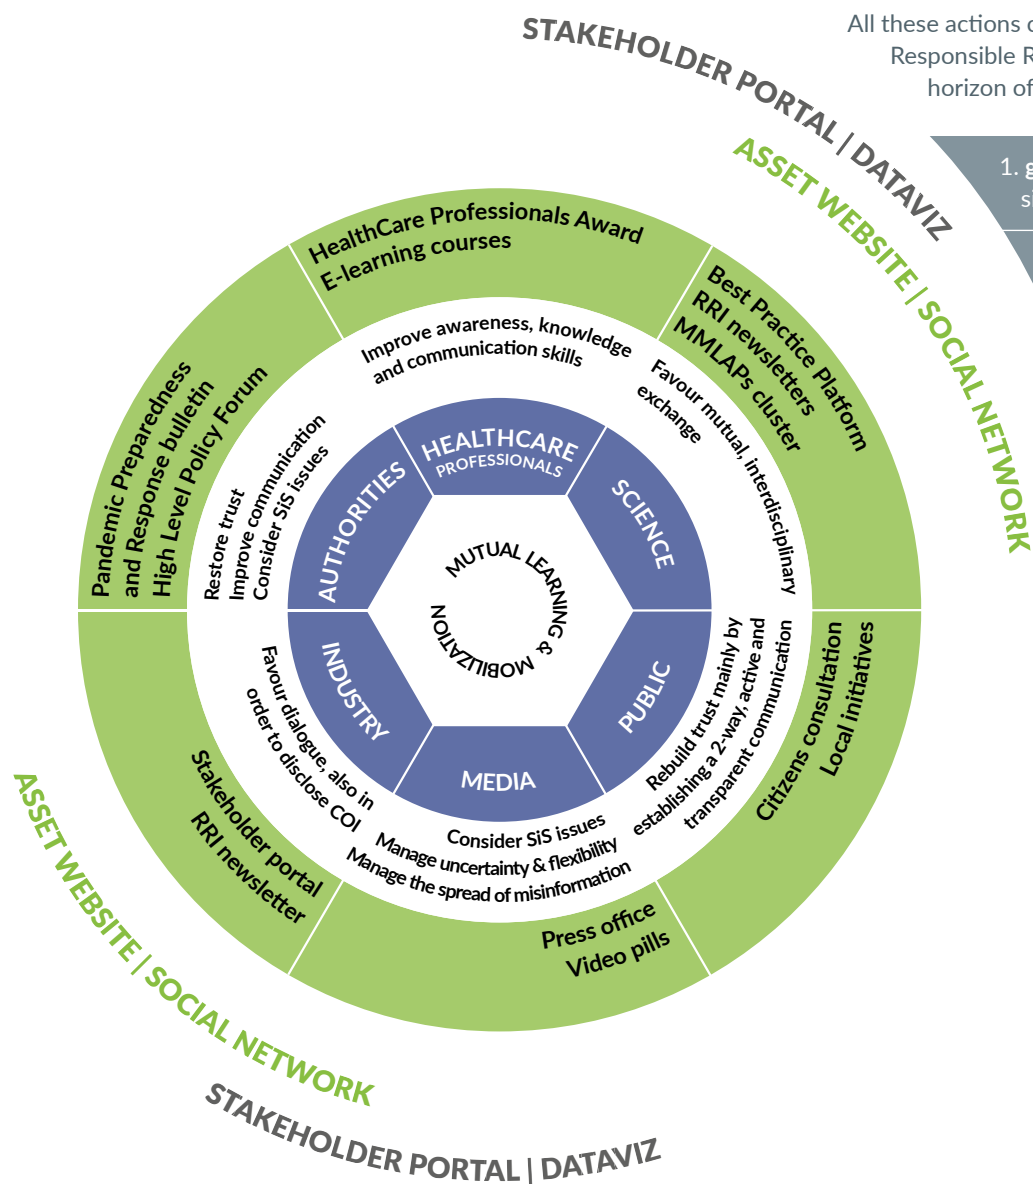 STAKEHOLDER PORTAL | DATAVIZ
ASSET WEBSITE | SOCIAL NETWORK
All these actions
Responsible R
horizon of
1. g
si
HealthCare Professionals Award
E-learning courses
Best Practice Platform
RRI newsletters
MMLAPs cluster
Citizens consultation
Local initiatives
Press office
Video pills
Stakeholder portal
RRI newsletter
Pandemic Preparedness
and Response bulletin
High Level Policy Forum
Improve awareness, knowledge
and communication skills
Favour mutual, interdisciplinary
exchange
Rebuild trust mainly by
establishing a 2-way, active and
transparent communication
Consider SiS issues
Manage uncertainty & flexibility
Manage the spread of misinformation
Favour dialogue, also in
order to disclose COI
Restore trust
Improve communication
Consider SiS issues
HEALTHCARE
PROFESSIONALS
SCIENCE
PUBLIC
MEDIA
INDUSTRY
AUTHORITIES
MUTUAL LEARNING & MOBILIZATION
ASSET WEBSITE | SOCIAL NETWORK
STAKEHOLDER PORTAL | DATAVIZ